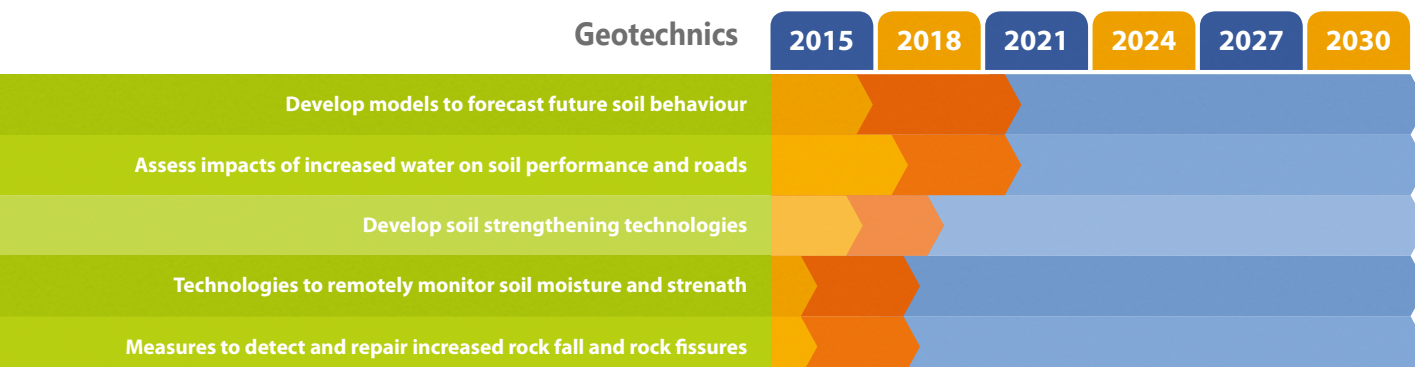 Geotechnics 2015 2018 2021 2024 2027 2030
Develop models to forecast future soil behaviour
Assess impacts of increased water on soil performance and roads
Develop soil strengthening technologies
Technologies to remotely monitor soil moisture and strenath
Measures to detect and repair increased rock fall and rock fissures